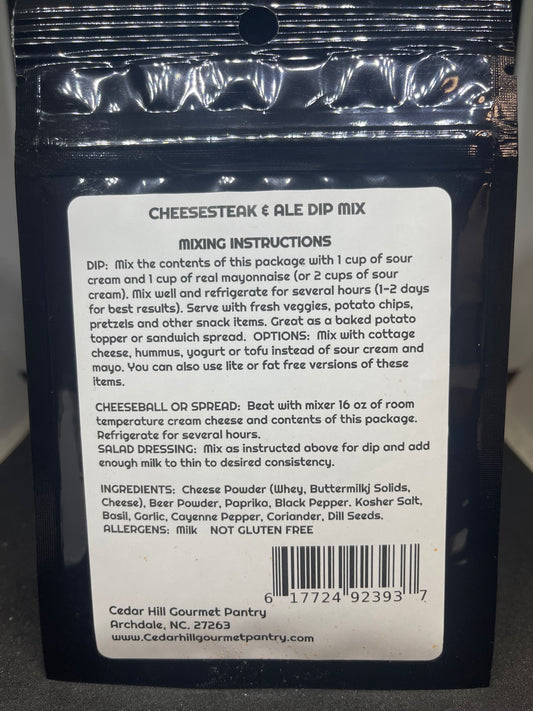 CHEESESTEAK & ALE DIP MIX
MIXING INSTRUCTIONS
DIP: Mix the contents of this package with 1 cup of sour
cream and 1 cup of real mayonnaise (or 2 cups of sour
cream). Mix well and refrigerate for several hours (1-2 days
for best results). Serve with fresh veggies, potato chips,
pretzels and other snack items. Great as a baked potato
topper or sandwich spread. OPTIONS: Mix with cottage
cheese, hummus, yogurt or tofu instead of sour cream and
mayo. You can also use lite or fat free versions of these
items.
CHEESEBALL OR SPREAD: Beat with mixer 16 oz of room
temperature cream cheese and contents of this package.
Refrigerate for several hours.
SALAD DRESSING: Mix as instructed above for dip and add
enough milk to thin to desired consistency.
INGREDIENTS: Cheese Powder (Whey, Buttermilkj Solids,
Cheese), Beer Powder, Paprika, Black Pepper. Kosher Salt,
Basil, Garlic, Cayenne Pepper, Coriander, Dill Seeds.
ALLERGENS: Milk NOT GLUTEN FREE
6 17724 92393 7
Cedar Hill Gourmet Pantry
Archdale, NC. 27263
www.Cedarhillgourmetpantry.com